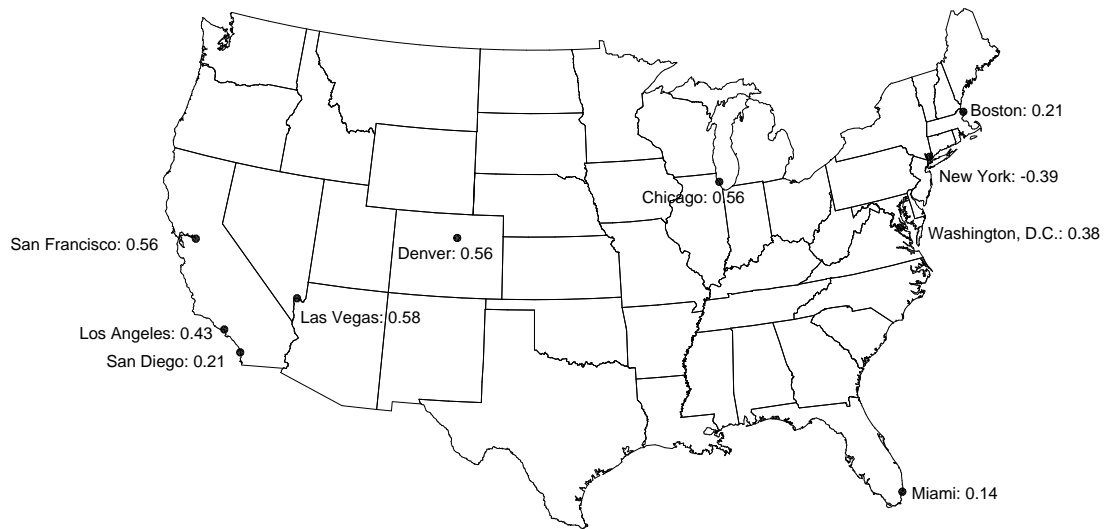 Boston: 0.21
New York: -0.39
Chicago: 0.56
Washington, D.C.: 0.38
San Francisco: 0.56
Denver: 0.56
Las Vegas: 0.58
Los Angeles: 0.43
San Diego: 0.21
Miami: 0.14